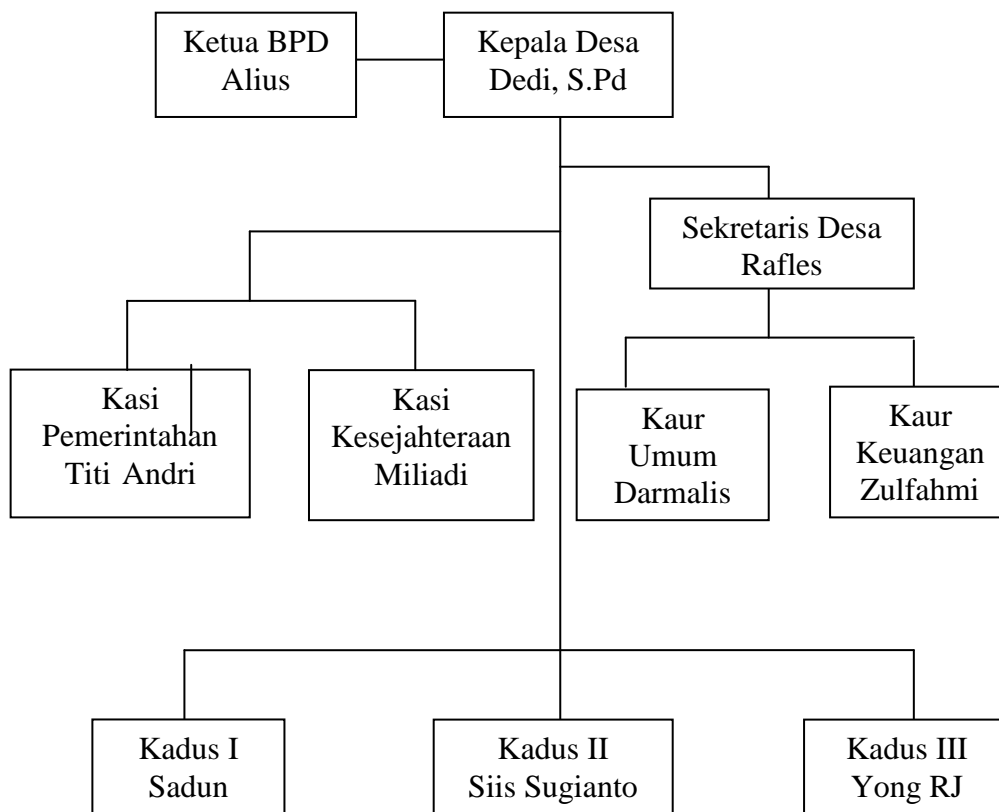 Ketua BPD
Alius
Kepala Desa
Dedi, S.Pd
Sekretaris Desa
Rafles
Kasi
Pemerintahan
Titi Andri
Kasi
Kesejahteraan
Miliadi
Kaur
Umum
Darmalis
Kaur
Keuangan
Zulfahmi
Kadus I
Sadun
Kadus II
Siis Sugianto
Kadus III
Yong RJ